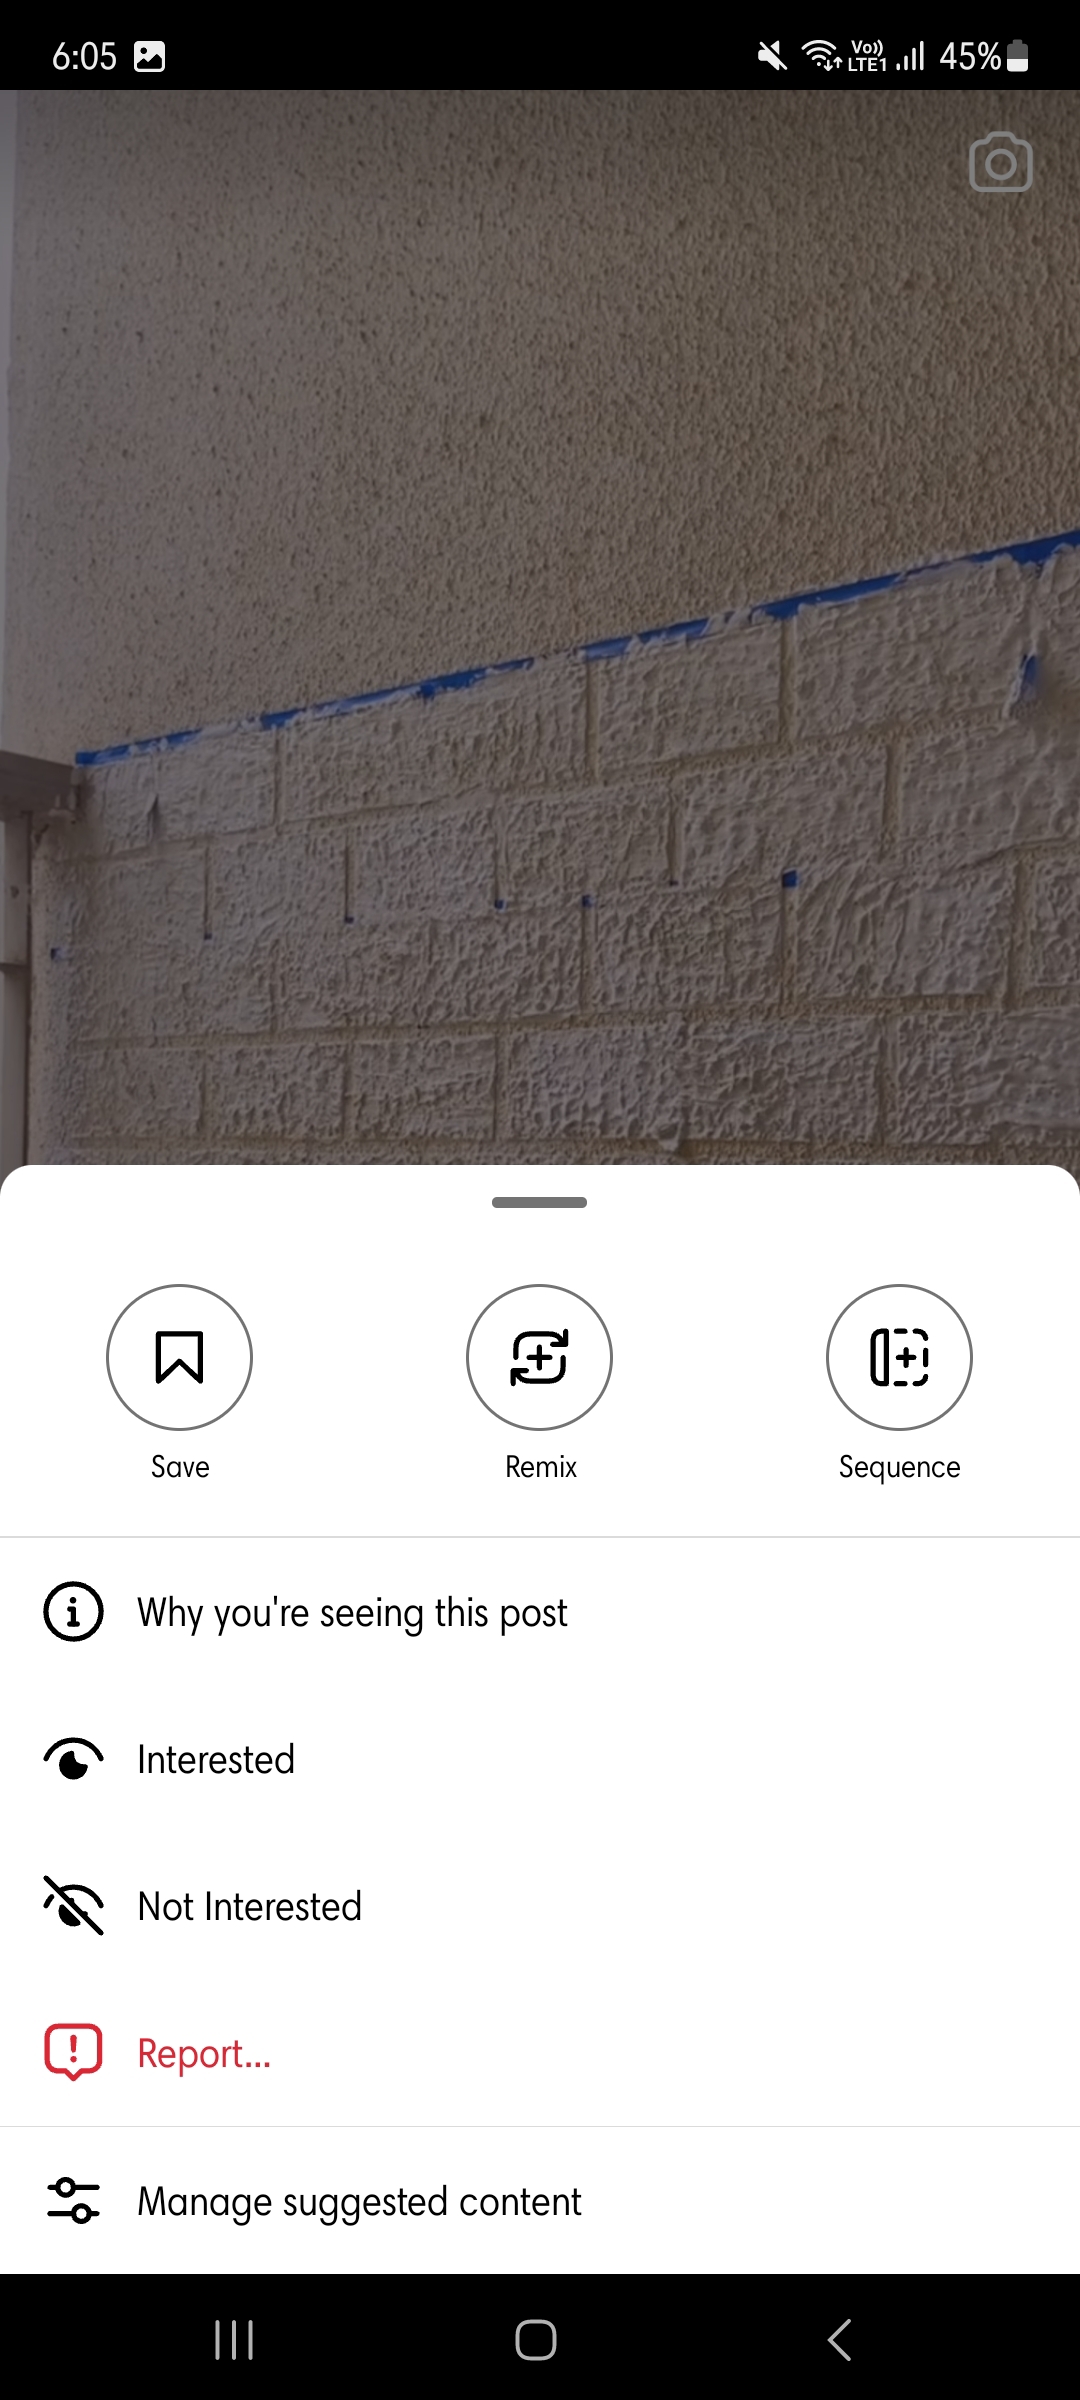 6:05
Vo))
LTE1
45%
Save
Remix
Sequence
Why you're seeing this post
Interested
Not Interested
Report...
Manage suggested content